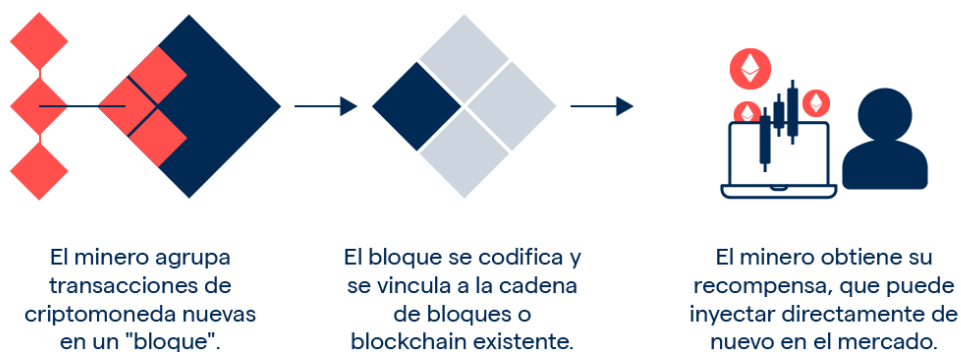 El minero agrupa
transacciones de
criptomoneda nuevas
en un "bloque".
El bloque se codifica y
se vincula a la cadena
de bloques o
blockchain existente.
El minero obtiene su
recompensa, que puede
inyectar directamente de
nuevo en el mercado.